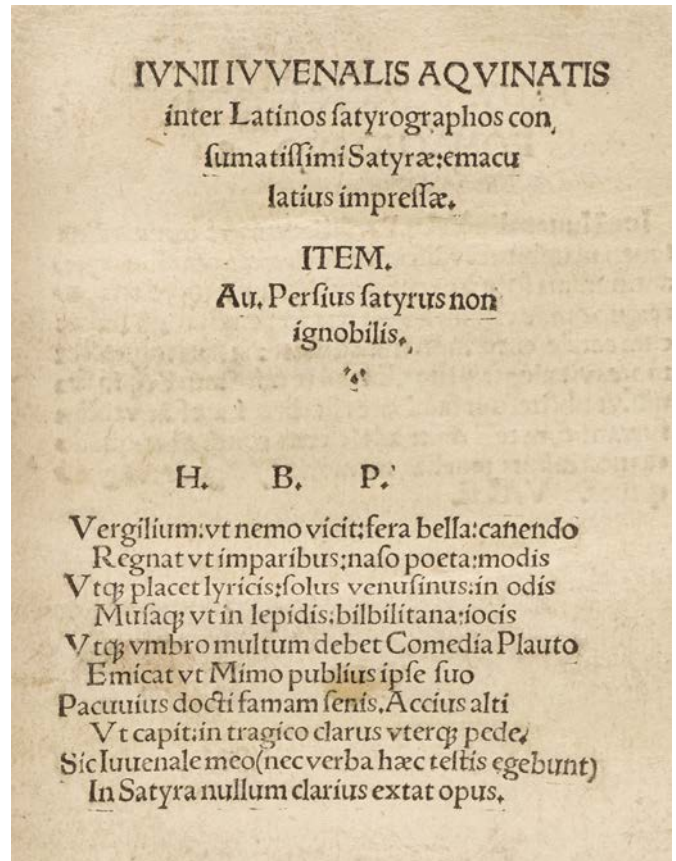 IVNII IVVENALIS AQVINATIS
inter Latinos ſatyrographos con,
ſumatiſſimi Satyræ:emacu
latius impreſſæ.
ITEM.
Au. Perſius ſatyrus non
ignobilis.
H. B. P.
Vergilium:vt nemo vicit:fera bella:canendo
Regnat vt imparibus:naſo poeta:modis
Vtqꝫ placet lyricis:ſolus venuſinus:in odis
Muſaqꝫ vt in lepidis:bilbilitana:iocis
Vtqꝫ vmbro multum debet Comedia Plauto
Emicat vt Mimo publius ipſe ſuo
Pacuuius docti famam ſenis.Accius alti
Vt capit:in tragico clarus vterqꝫ pede.
Sic Iuuenale meo(nec verba hæc teſtis egebunt)
In Satyra nullum clarius extat opus.